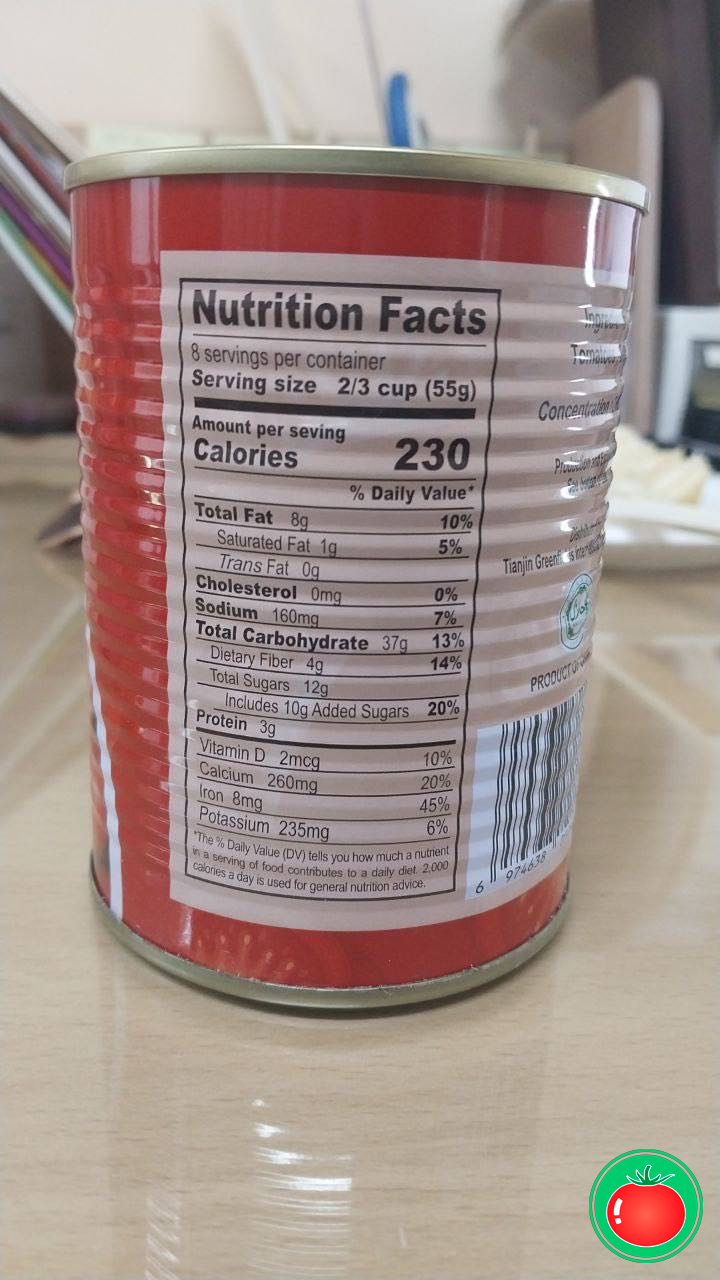 Nutrition Facts
8 servings per container
Serving size 2/3 cup (55g)
Amount per seving
Calories 230
% Daily Value*
Total Fat 8g 10%
Saturated Fat 1g 5%
Trans Fat 0g
Cholesterol 0mg 0%
Sodium 160mg 7%
Total Carbohydrate 37g 13%
Dietary Fiber 4g 14%
Total Sugars 12g
Includes 10g Added Sugars 20%
Protein 3g
Vitamin D 2mcg 10%
Calcium 260mg 20%
Iron 8mg 45%
Potassium 235mg 6%
*The % Daily Value (DV) tells you how much a nutrient
in a serving of food contributes to a daily diet. 2,000
calories a day is used for general nutrition advice.
Concentration
Production and
Tianjin
PRODUCT
6 974638